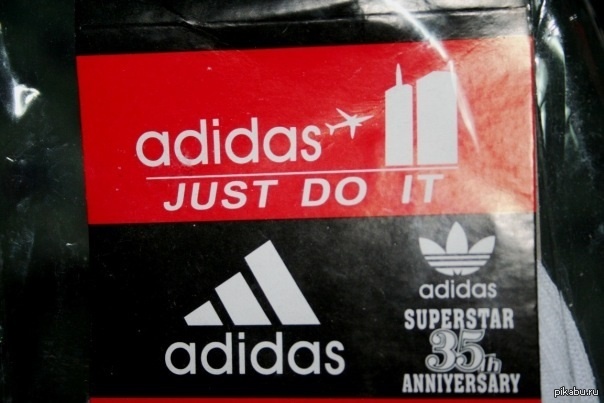 adidas
JUST DO IT
adidas
adidas
SUPERSTAR
35Th
ANNIVERSARY
pikabu.ru